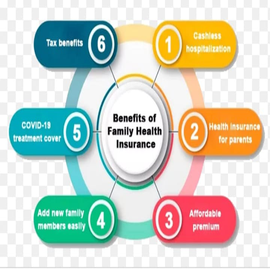 Benefits of
Family Health
Insurance
1
Cashless
hospitalization
2
Health insurance
for parents
3
Affordable
premium
4
Add new family
members easily
5
COVID-19
treatment cover
6
Tax benefits